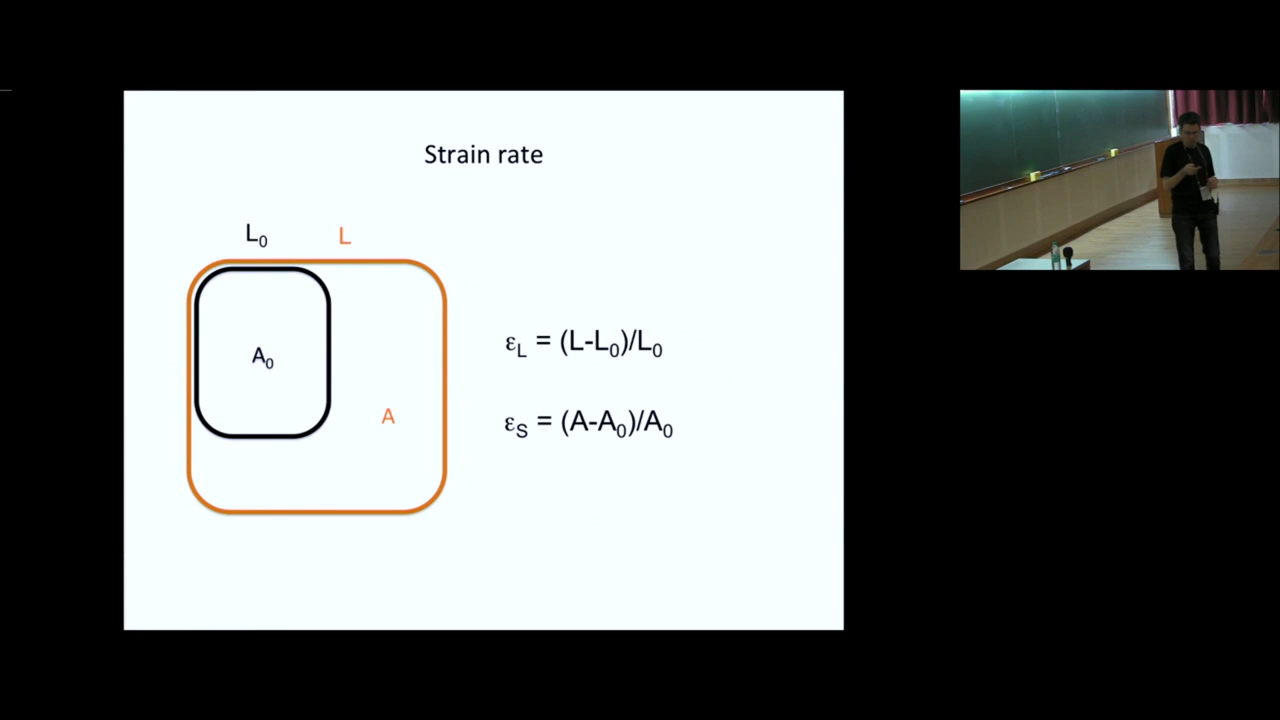 Strain rate
L₀ L
A₀
A
εL = (L-L₀)/L₀
εS = (A-A₀)/A₀